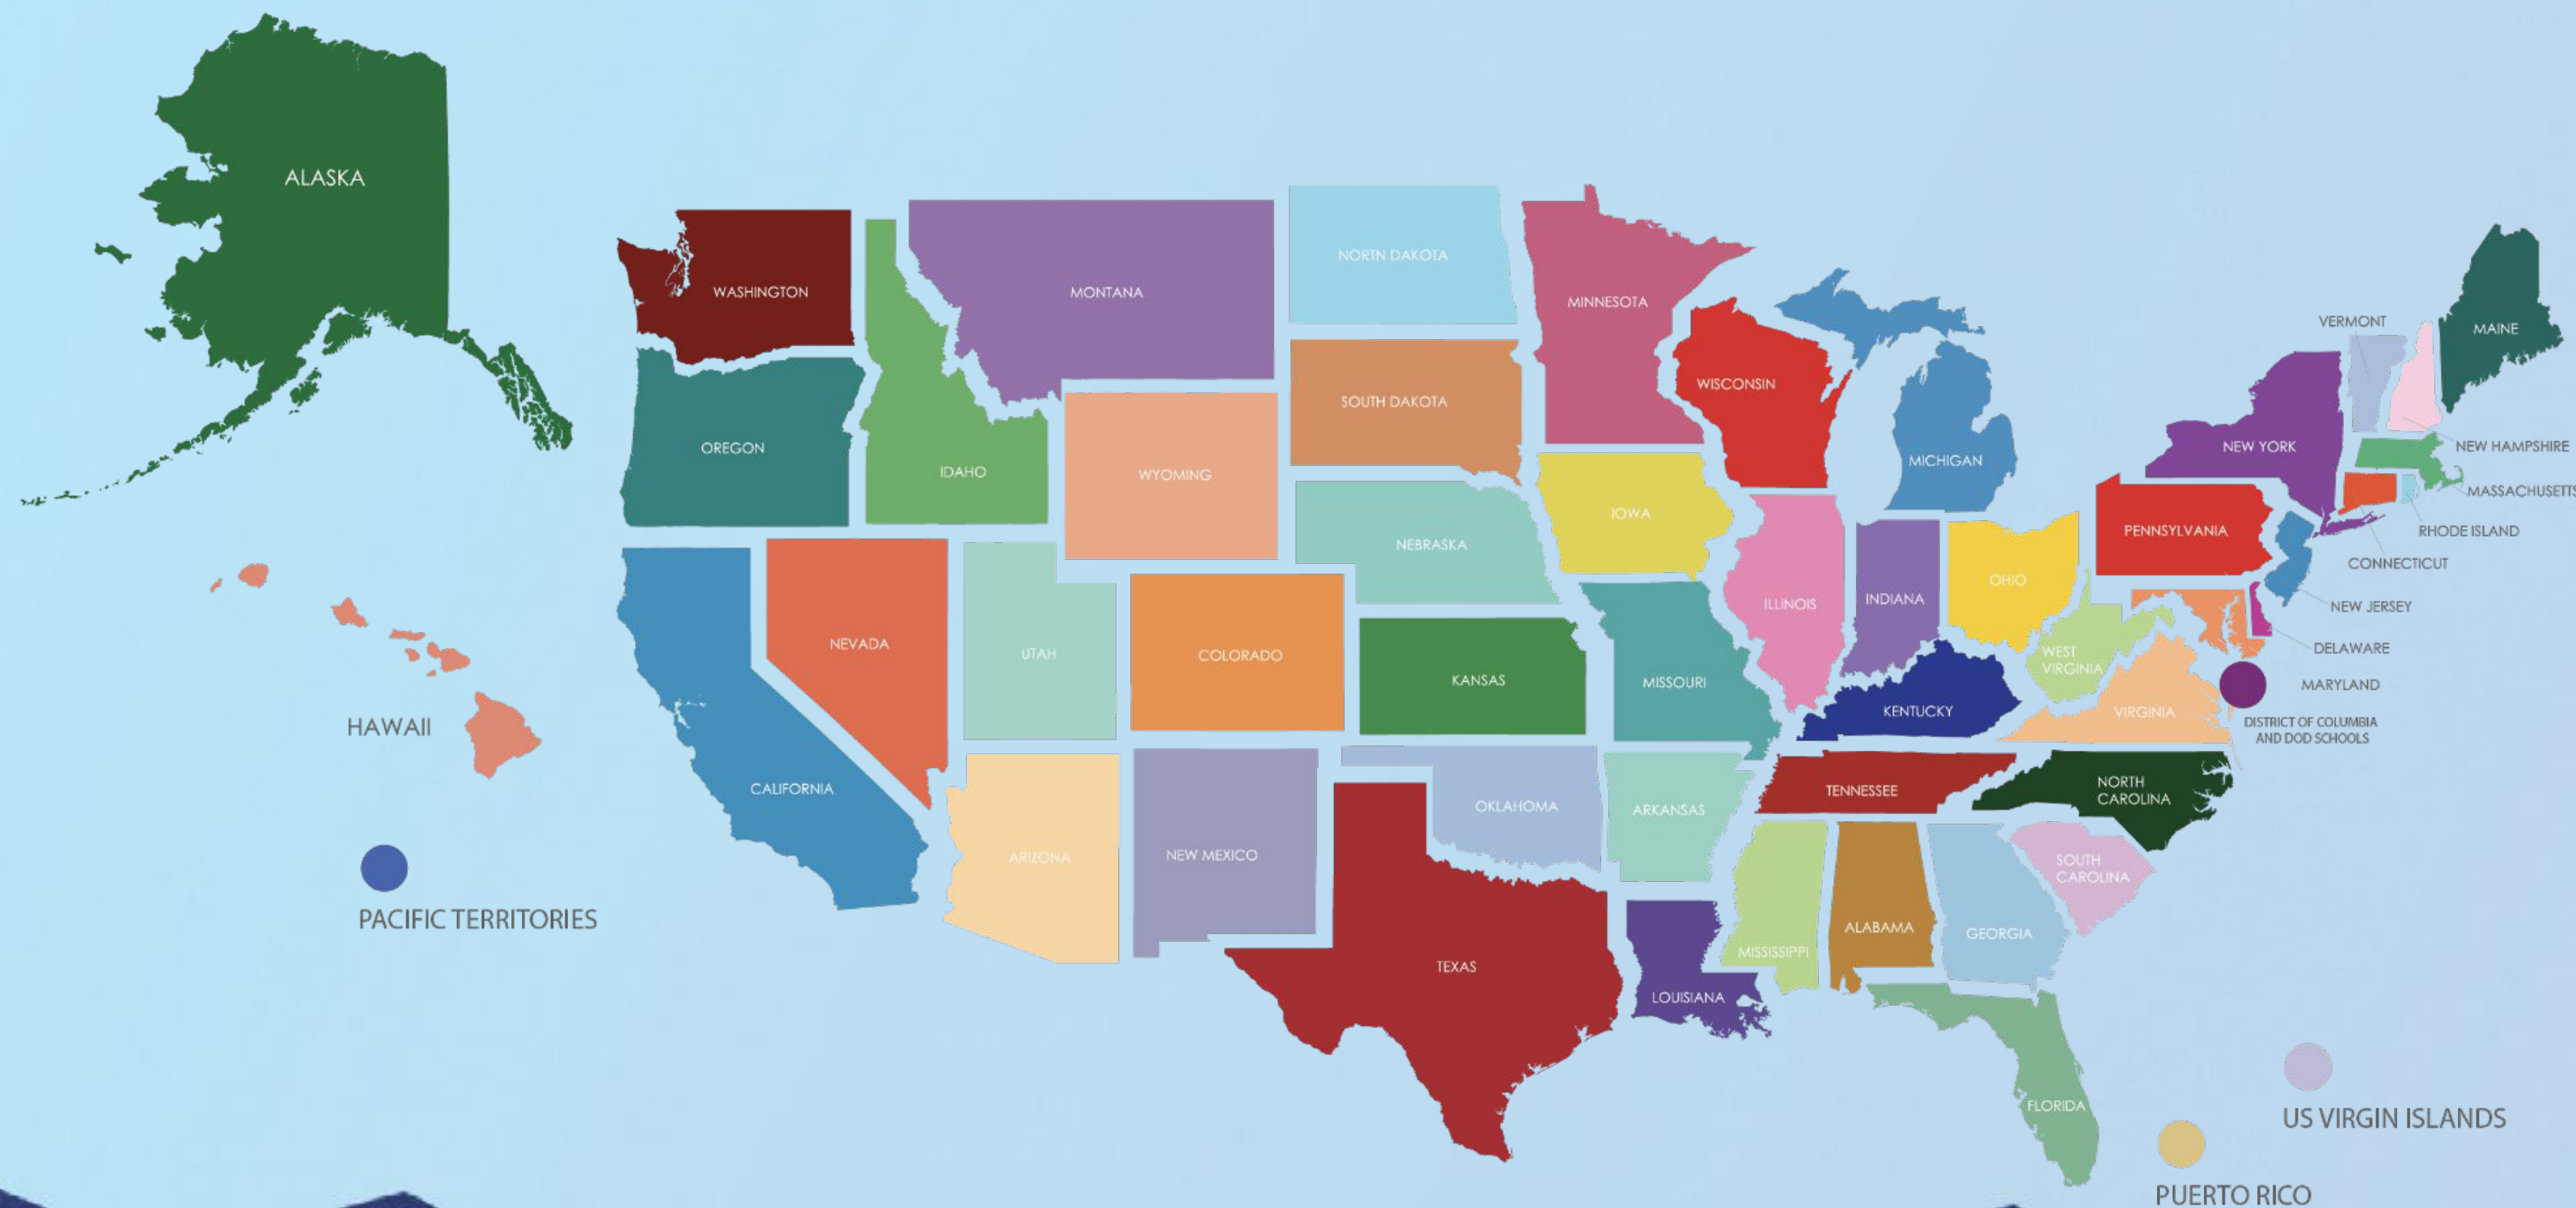 ALASKA
WASHINGTON
MONTANA
NORTN DAKOTA
MINNESOTA
VERMONT
MAINE
WISCONSIN
SOUTH DAKOTA
OREGON
IDAHO
WYOMING
MICHIGAN
NEW YORK
NEW HAMPSHIRE
MASSACHUSETTS
IOWA
NEBRASKA
PENNSYLVANIA
RHODE ISLAND
CONNECTICUT
OHIO
INDIANA
ILLINOIS
NEW JERSEY
NEVADA
UTAH
COLORADO
KANSAS
MISSOURI
WEST
VIRGINIA
DELAWARE
MARYLAND
KENTUCKY
VIRGINIA
DISTRICT OF COLUMBIA
AND DOD SCHOOLS
HAWAII
CALIFORNIA
TENNESSEE
NORTH
CAROLINA
OKLAHOMA
ARKANSAS
ARIZONA
NEW MEXICO
SOUTH
CAROLINA
PACIFIC TERRITORIES
ALABAMA
GEORGIA
MISSISSIPPI
TEXAS
LOUISIANA
FLORIDA
US VIRGIN ISLANDS
PUERTO RICO